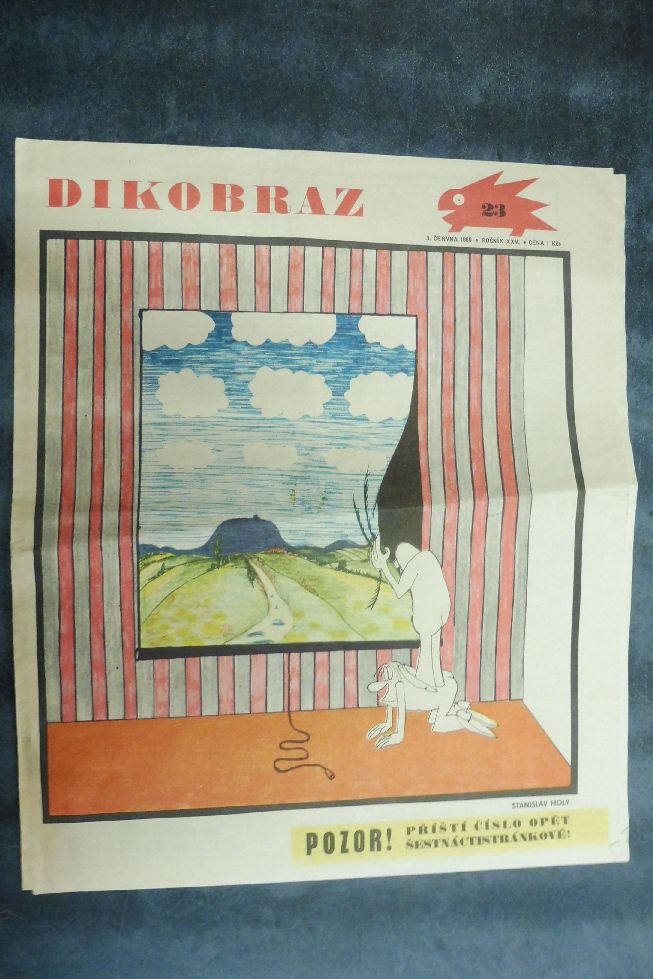 DIKOBRAZ
23
3. ČERVNA 1969 • ROČNÍK XXV. • CENA 1 Kčs
STANISLAV HOLÝ
POZOR! PŘÍŠTÍ ČÍSLO OPĚT
ŠESTNÁCTISTRÁNKOVÉ!